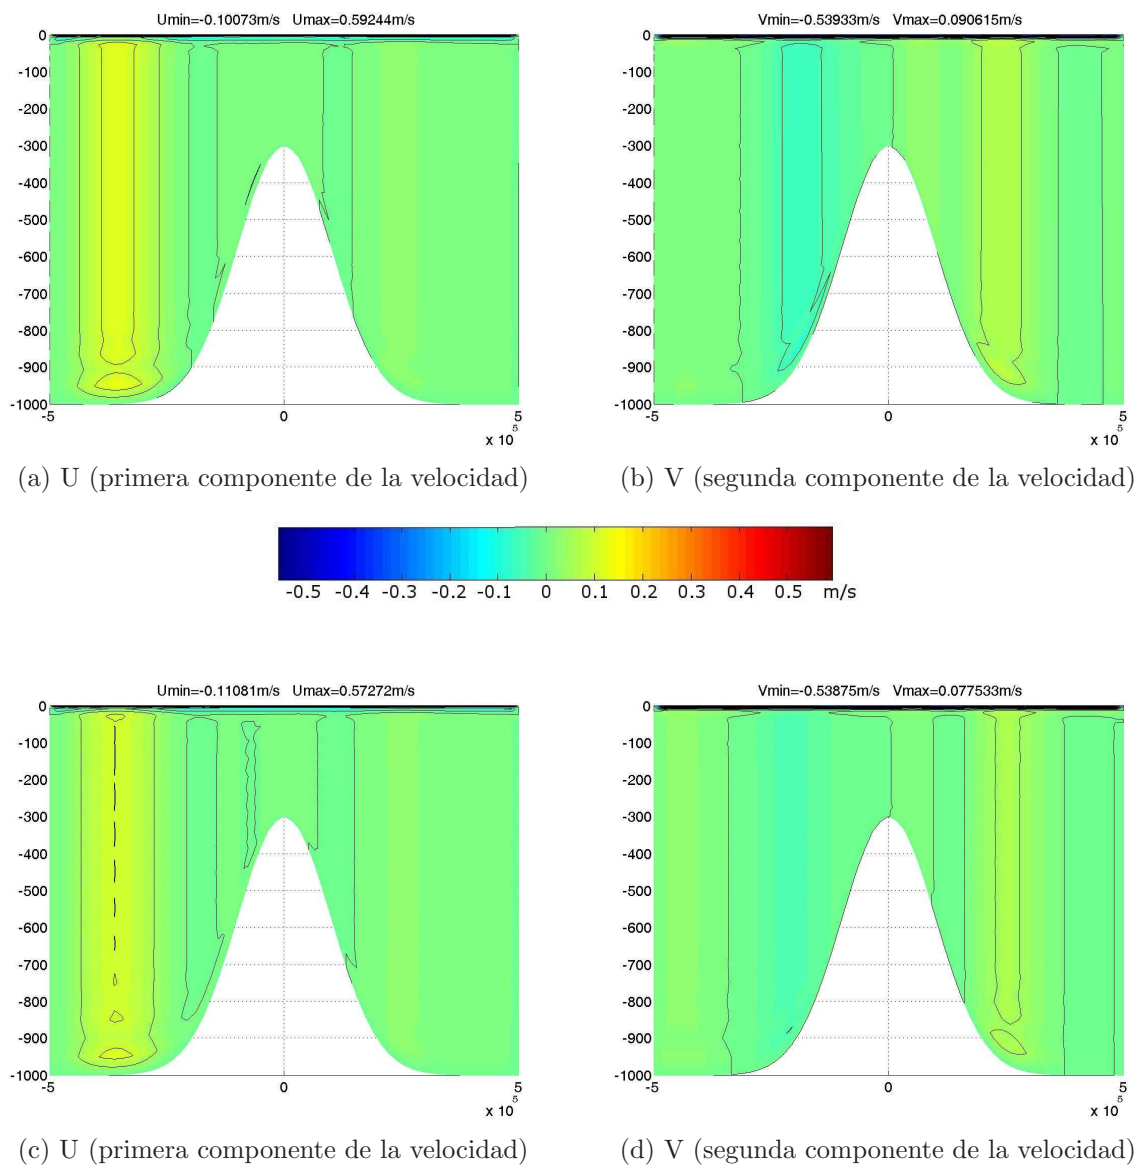 Umin=-0.10073m/s Umax=0.59244m/s
0
-100
-200
-300
-400
-500
-600
-700
-800
-900
-1000
-5 0 5
x 10 5
(a) U (primera componente de la velocidad)
Vmin=-0.53933m/s Vmax=0.090615m/s
0
-100
-200
-300
-400
-500
-600
-700
-800
-900
-1000
-5 0 5
x 10 5
(b) V (segunda componente de la velocidad)
-0.5 -0.4 -0.3 -0.2 -0.1 0 0.1 0.2 0.3 0.4 0.5 m/s
Umin=-0.11081m/s Umax=0.57272m/s
0
-100
-200
-300
-400
-500
-600
-700
-800
-900
-1000
-5 0 5
x 10 5
(c) U (primera componente de la velocidad)
Vmin=-0.53875m/s Vmax=0.077533m/s
0
-100
-200
-300
-400
-500
-600
-700
-800
-900
-1000
-5 0 5
x 10 5
(d) V (segunda componente de la velocidad)